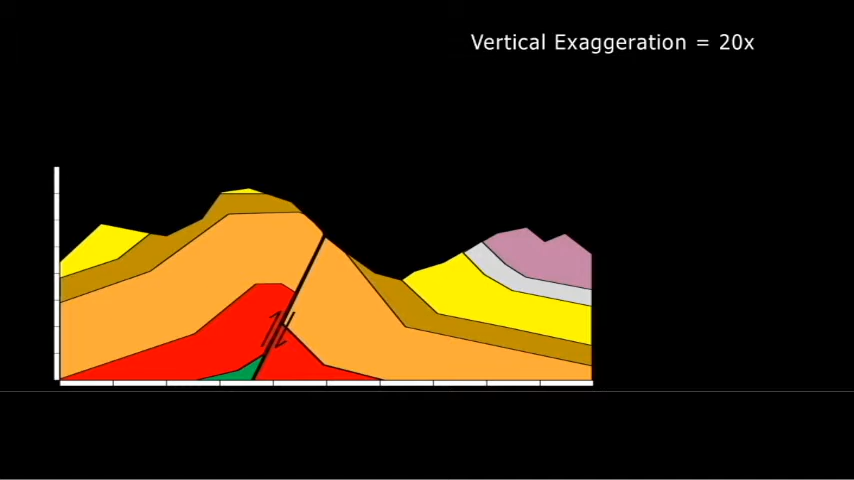 Vertical Exaggeration = 20x